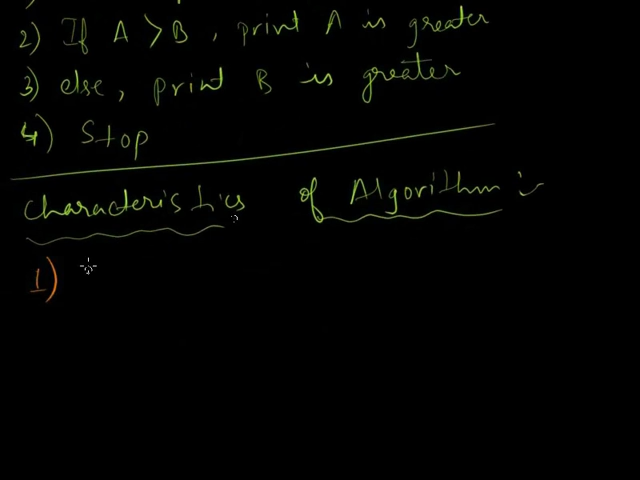 2) If A > B, print A is greater
3) else, print B is greater
4) Stop
Characteristics of Algorithm :-
1)